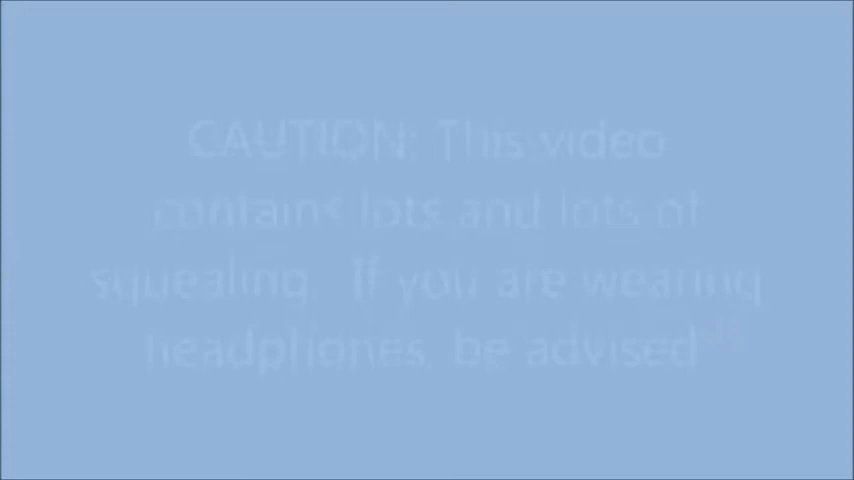 CAUTION: This video
contains lots and lots of
squealing. If you are wearing
headphones, be advised